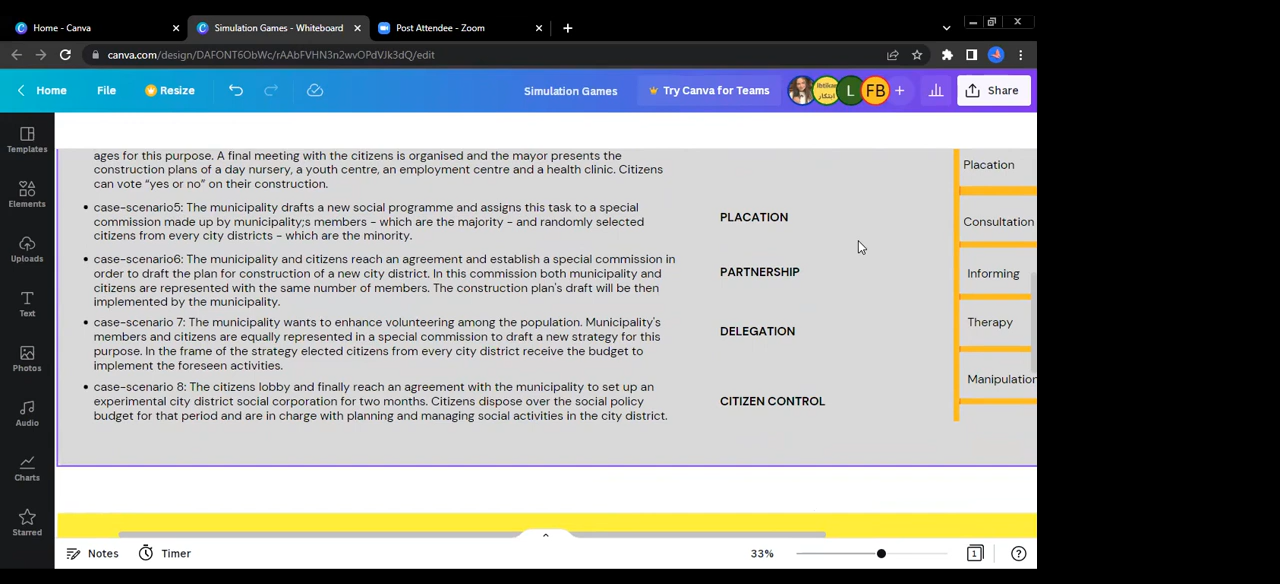 Home - Canva
Simulation Games - Whiteboard
Post Attendee - Zoom
canva.com/design/DAFONT6ObWc/rAAbFVHN3n2wvOPdVJk3dQ/edit
Home File Resize Simulation Games Try Canva for Teams Ibtikar ابتكار L FB Share
Templates
Elements
Uploads
Text
Photos
Audio
Charts
Starred
ages for this purpose. A final meeting with the citizens is organised and the mayor presents the
construction plans of a day nursery, a youth centre, an employment centre and a health clinic. Citizens
can vote “yes or no” on their construction.
case-scenario5: The municipality drafts a new social programme and assigns this task to a special
commission made up by municipality;s members - which are the majority - and randomly selected
citizens from every city districts - which are the minority.
PLACATION
case-scenario6: The municipality and citizens reach an agreement and establish a special commission in
order to draft the plan for construction of a new city district. In this commission both municipality and
citizens are represented with the same number of members. The construction plan's draft will be then
implemented by the municipality.
PARTNERSHIP
case-scenario 7: The municipality wants to enhance volunteering among the population. Municipality's
members and citizens are equally represented in a special commission to draft a new strategy for this
purpose. In the frame of the strategy elected citizens from every city district receive the budget to
implement the foreseen activities.
DELEGATION
case-scenario 8: The citizens lobby and finally reach an agreement with the municipality to set up an
experimental city district social corporation for two months. Citizens dispose over the social policy
budget for that period and are in charge with planning and managing social activities in the city district.
CITIZEN CONTROL
Placation
Consultation
Informing
Therapy
Manipulation
Notes Timer 33% 1 ?